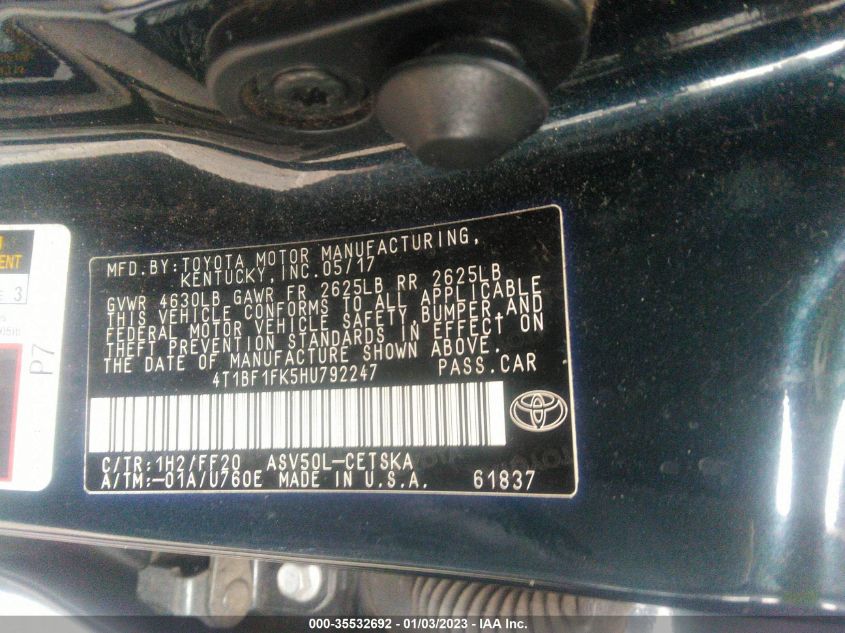 MFD.BY:TOYOTA MOTOR MANUFACTURING,
KENTUCKY, INC.05/17
GVWR 4630LB GAWR FR 2625LB RR 2625LB
THIS VEHICLE CONFORMS TO ALL APPLICABLE
FEDERAL MOTOR VEHICLE SAFETY, BUMPER,AND
THEFT PREVENTION STANDARDS IN EFFECT ON
THE DATE OF MANUFACTURE SHOWN ABOVE.
4T1BF1FK5HU792247 PASS.CAR
C/TR:1H2/FF20 ASV50L-CETSKA
A/TM:-01A/U760E MADE IN U.S.A. 61837
3
P7
000-35532692 - 01/03/2023 - IAA Inc.